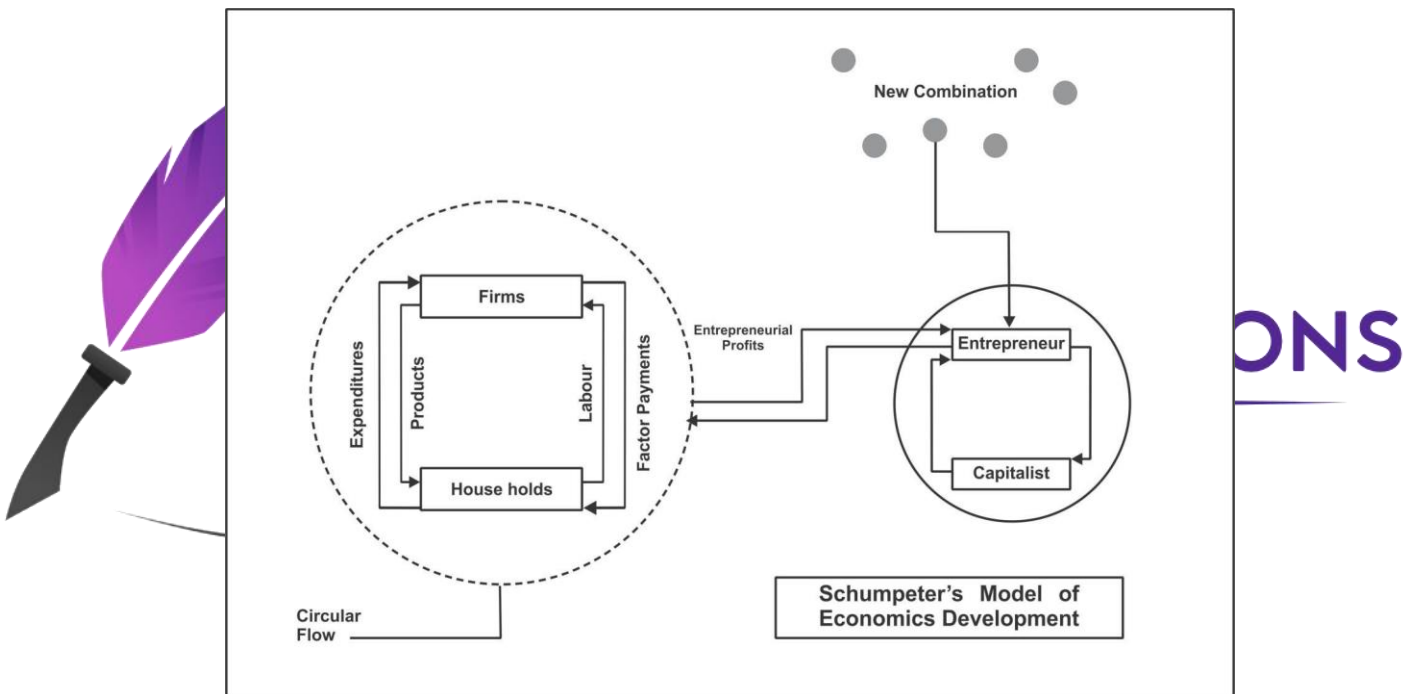 New Combination
Firms
Expenditures
Products
Labour
Factor Payments
House holds
Circular
Flow
Entrepreneurial
Profits
Entrepreneur
Capitalist
Schumpeter's Model of
Economics Development
ONS